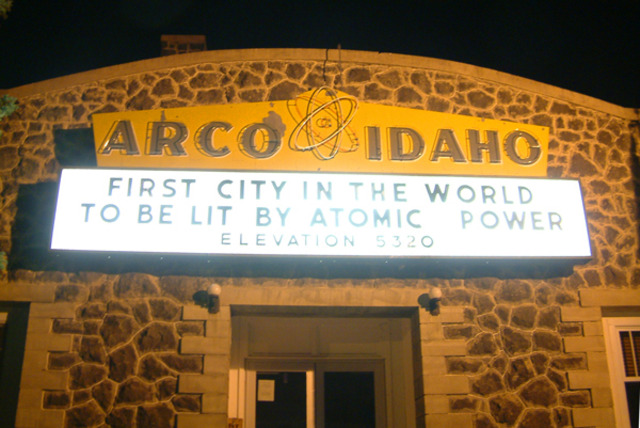 ARCO IDAHO
FIRST CITY IN THE WORLD
TO BE LIT BY ATOMIC POWER
ELEVATION 5320